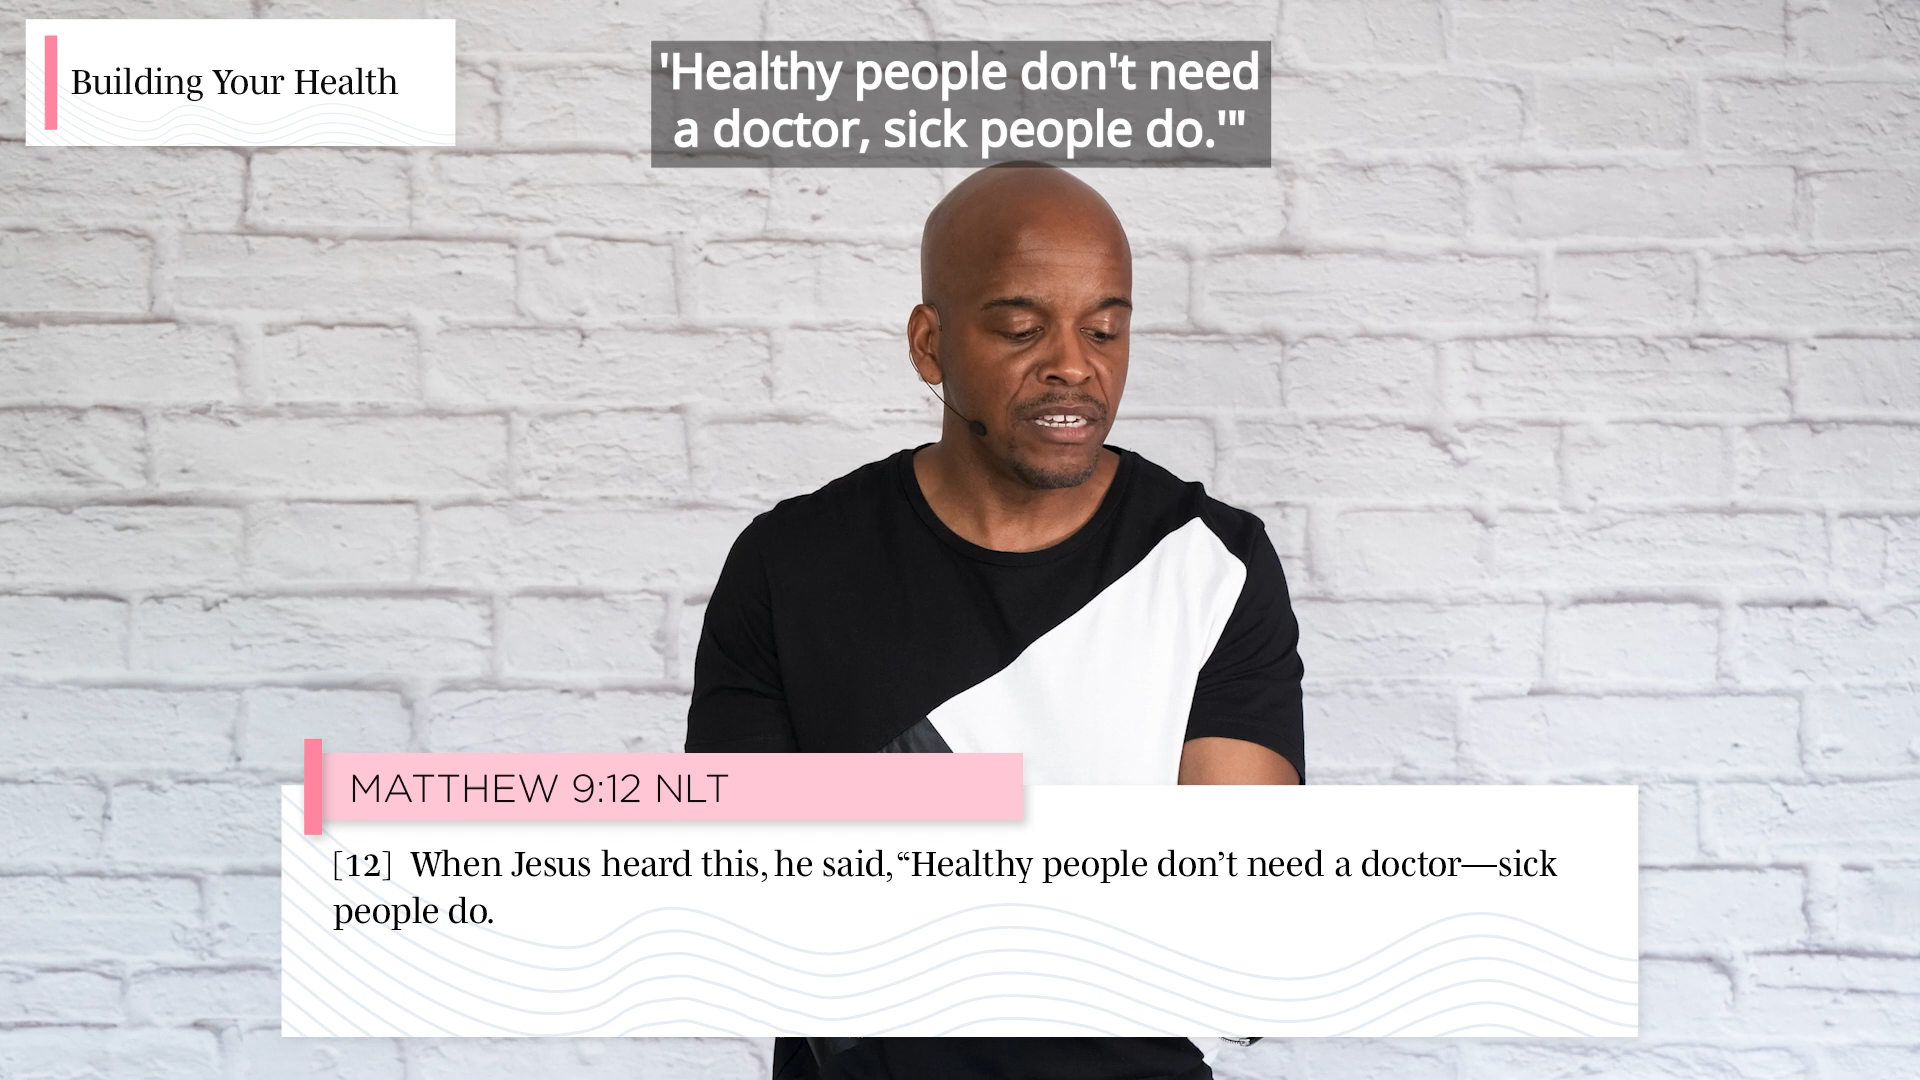 Building Your Health
'Healthy people don't need
a doctor, sick people do.'"
MATTHEW 9:12 NLT
[12] When Jesus heard this, he said, “Healthy people don’t need a doctor—sick
people do.